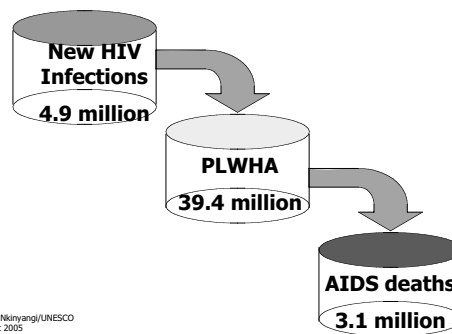 New HIV
Infections
4.9 million
PLWHA
39.4 million
AIDS deaths
3.1 million
Nkinyangi/UNESCO
2005